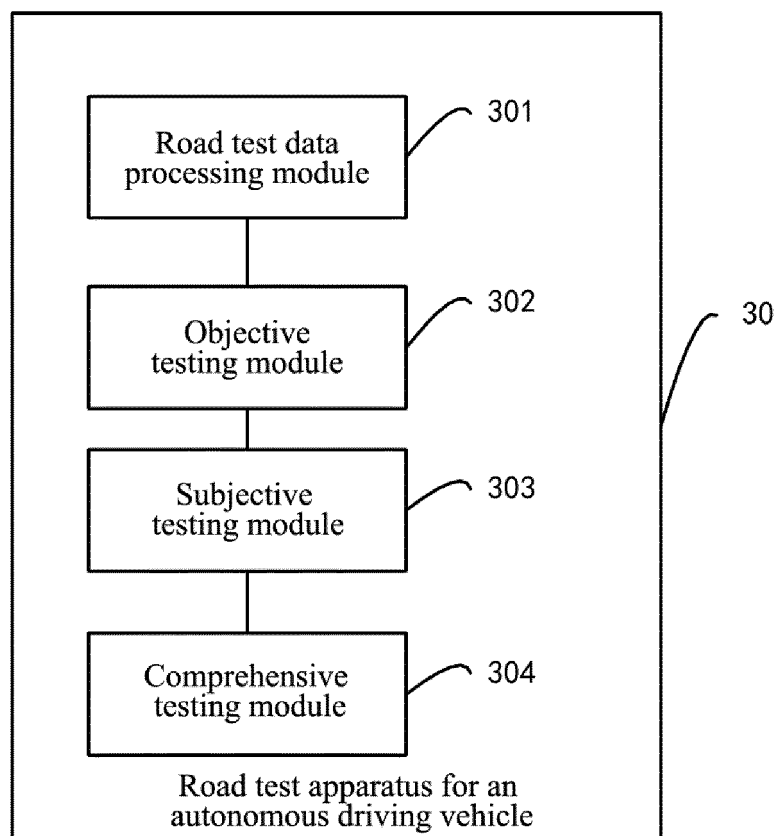 Road test data
processing module
301
Objective
testing module
302
30
Subjective
testing module
303
Comprehensive
testing module
304
Road test apparatus for an
autonomous driving vehicle